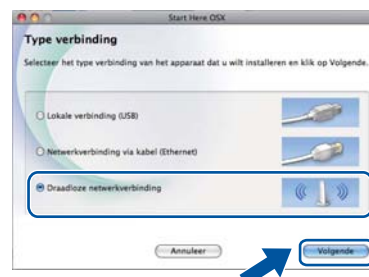 Start Here OSX
Type verbinding
Selecteer het type verbinding van het apparaat dat u wilt installeren en klik op Volgende.
Lokale verbinding (USB)
Netwerkverbinding via kabel (Ethernet)
Draadloze netwerkverbinding
Annuleer
Volgende